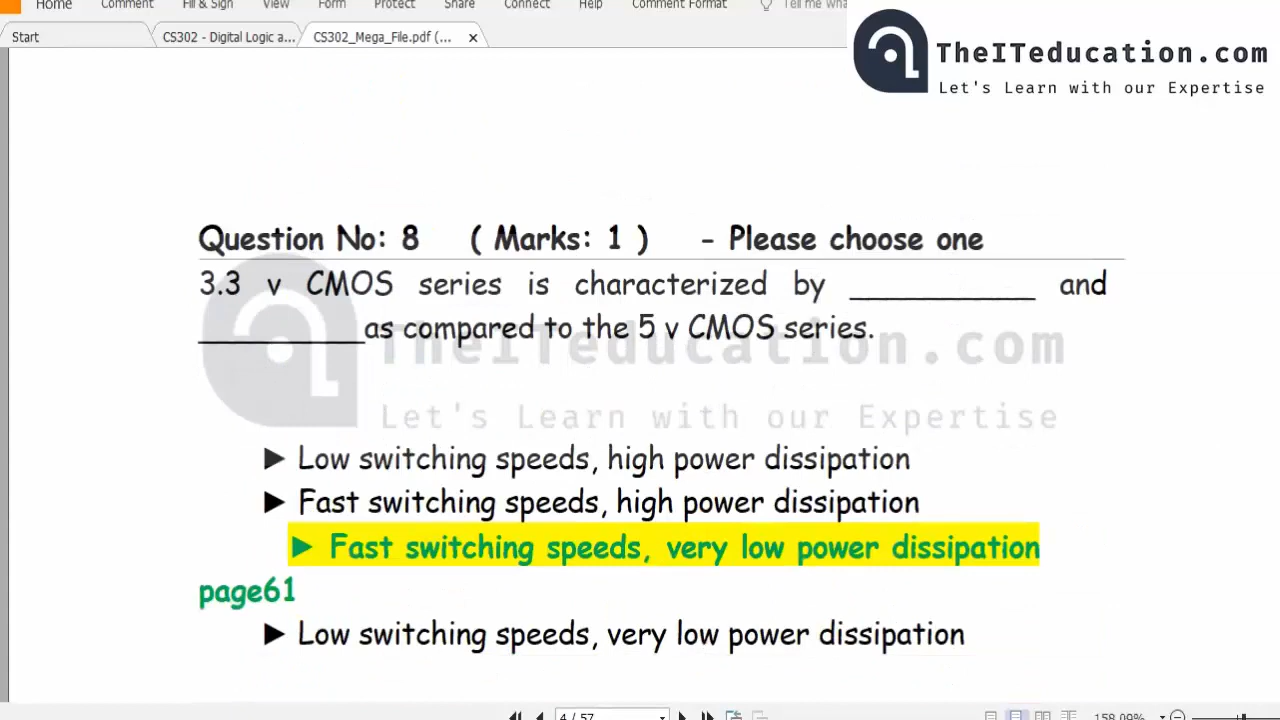 Home Comment Fill & Sign View Form Protect Share Connect Help Comment Format Tell me wha
Start CS302 - Digital Logic a... CS302_Mega_File.pdf (... ×
TheITeducation.com
Let's Learn with our Expertise
Question No: 8 ( Marks: 1 ) - Please choose one
3.3 v CMOS series is characterized by ___________ and
__________as compared to the 5 v CMOS series.
TheITeducation.com
Let's Learn with our Expertise
► Low switching speeds, high power dissipation
► Fast switching speeds, high power dissipation
► Fast switching speeds, very low power dissipation
page61
► Low switching speeds, very low power dissipation
4 / 57 158.09%